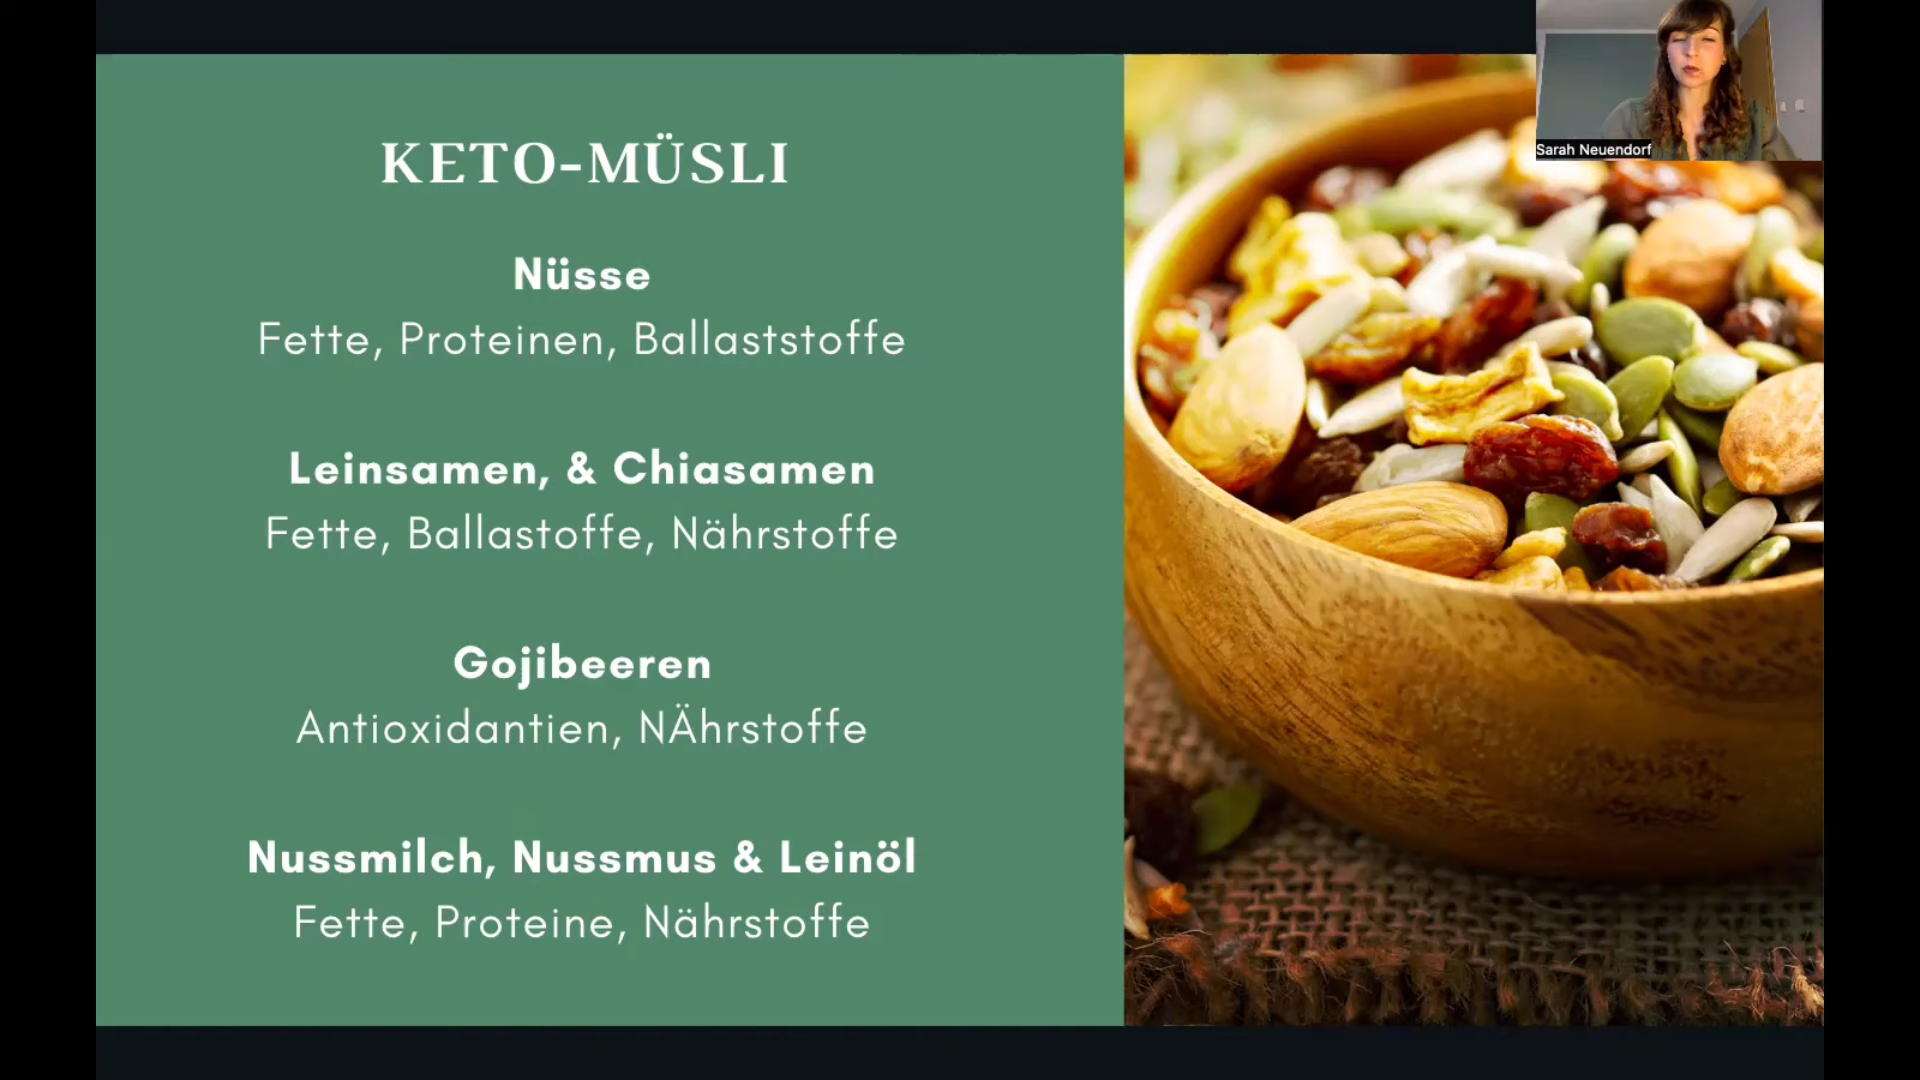 KETO-MÜSLI
Nüsse
Fette, Proteinen, Ballaststoffe
Leinsamen, & Chiasamen
Fette, Ballastoffe, Nährstoffe
Gojibeeren
Antioxidantien, NÄhrstoffe
Nussmilch, Nussmus & Leinöl
Fette, Proteine, Nährstoffe
Sarah Neuendorf